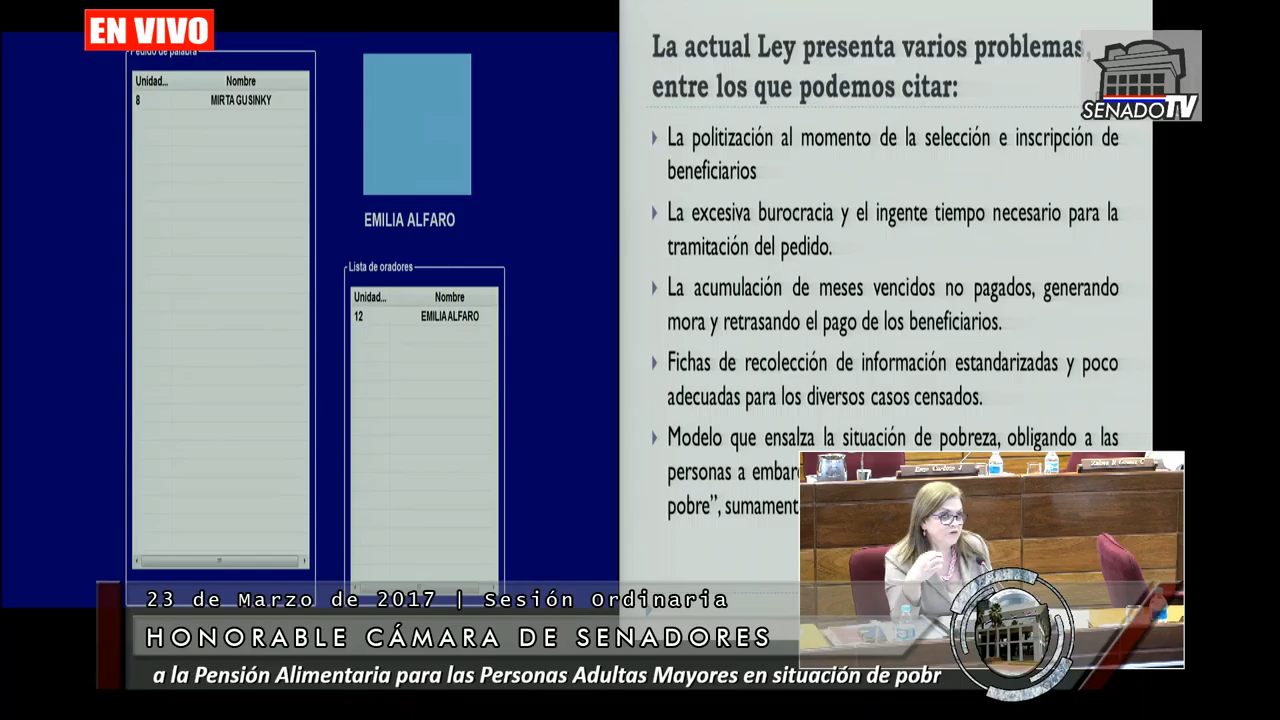 EN VIVO
Pedido de palabra
Unidad... Nombre
8 MIRTA GUSINKY
EMILIA ALFARO
Lista de oradores
Unidad... Nombre
12 EMILIA ALFARO
La actual Ley presenta varios problemas,
entre los que podemos citar:
SENADO TV
La politización al momento de la selección e inscripción de
beneficiarios
La excesiva burocracia y el ingente tiempo necesario para la
tramitación del pedido.
La acumulación de meses vencidos no pagados, generando
mora y retrasando el pago de los beneficiarios.
Fichas de recolección de información estandarizadas y poco
adecuadas para los diversos casos censados.
Modelo que ensalza la situación de pobreza, obligando a las
personas a embar
pobre”, sumament
23 de Marzo de 2017 | Sesión Ordinaria
HONORABLE CÁMARA DE SENADORES
a la Pensión Alimentaria para las Personas Adultas Mayores en situación de pobr